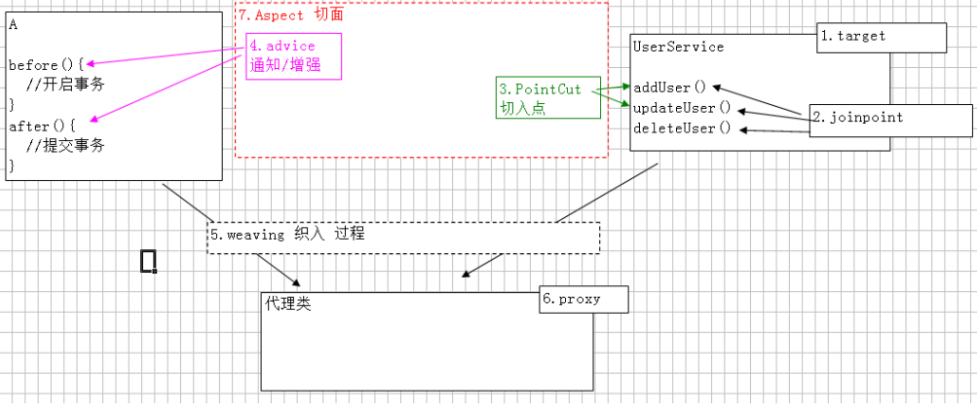 A
before(){
//开启事务
}
after(){
//提交事务
}
7.Aspect 切面
4.advice
通知/增强
3.PointCut
切入点
1.target
UserService
addUser()
updateUser()
deleteUser()
2.joinpoint
5.weaving 织入 过程
6.proxy
代理类